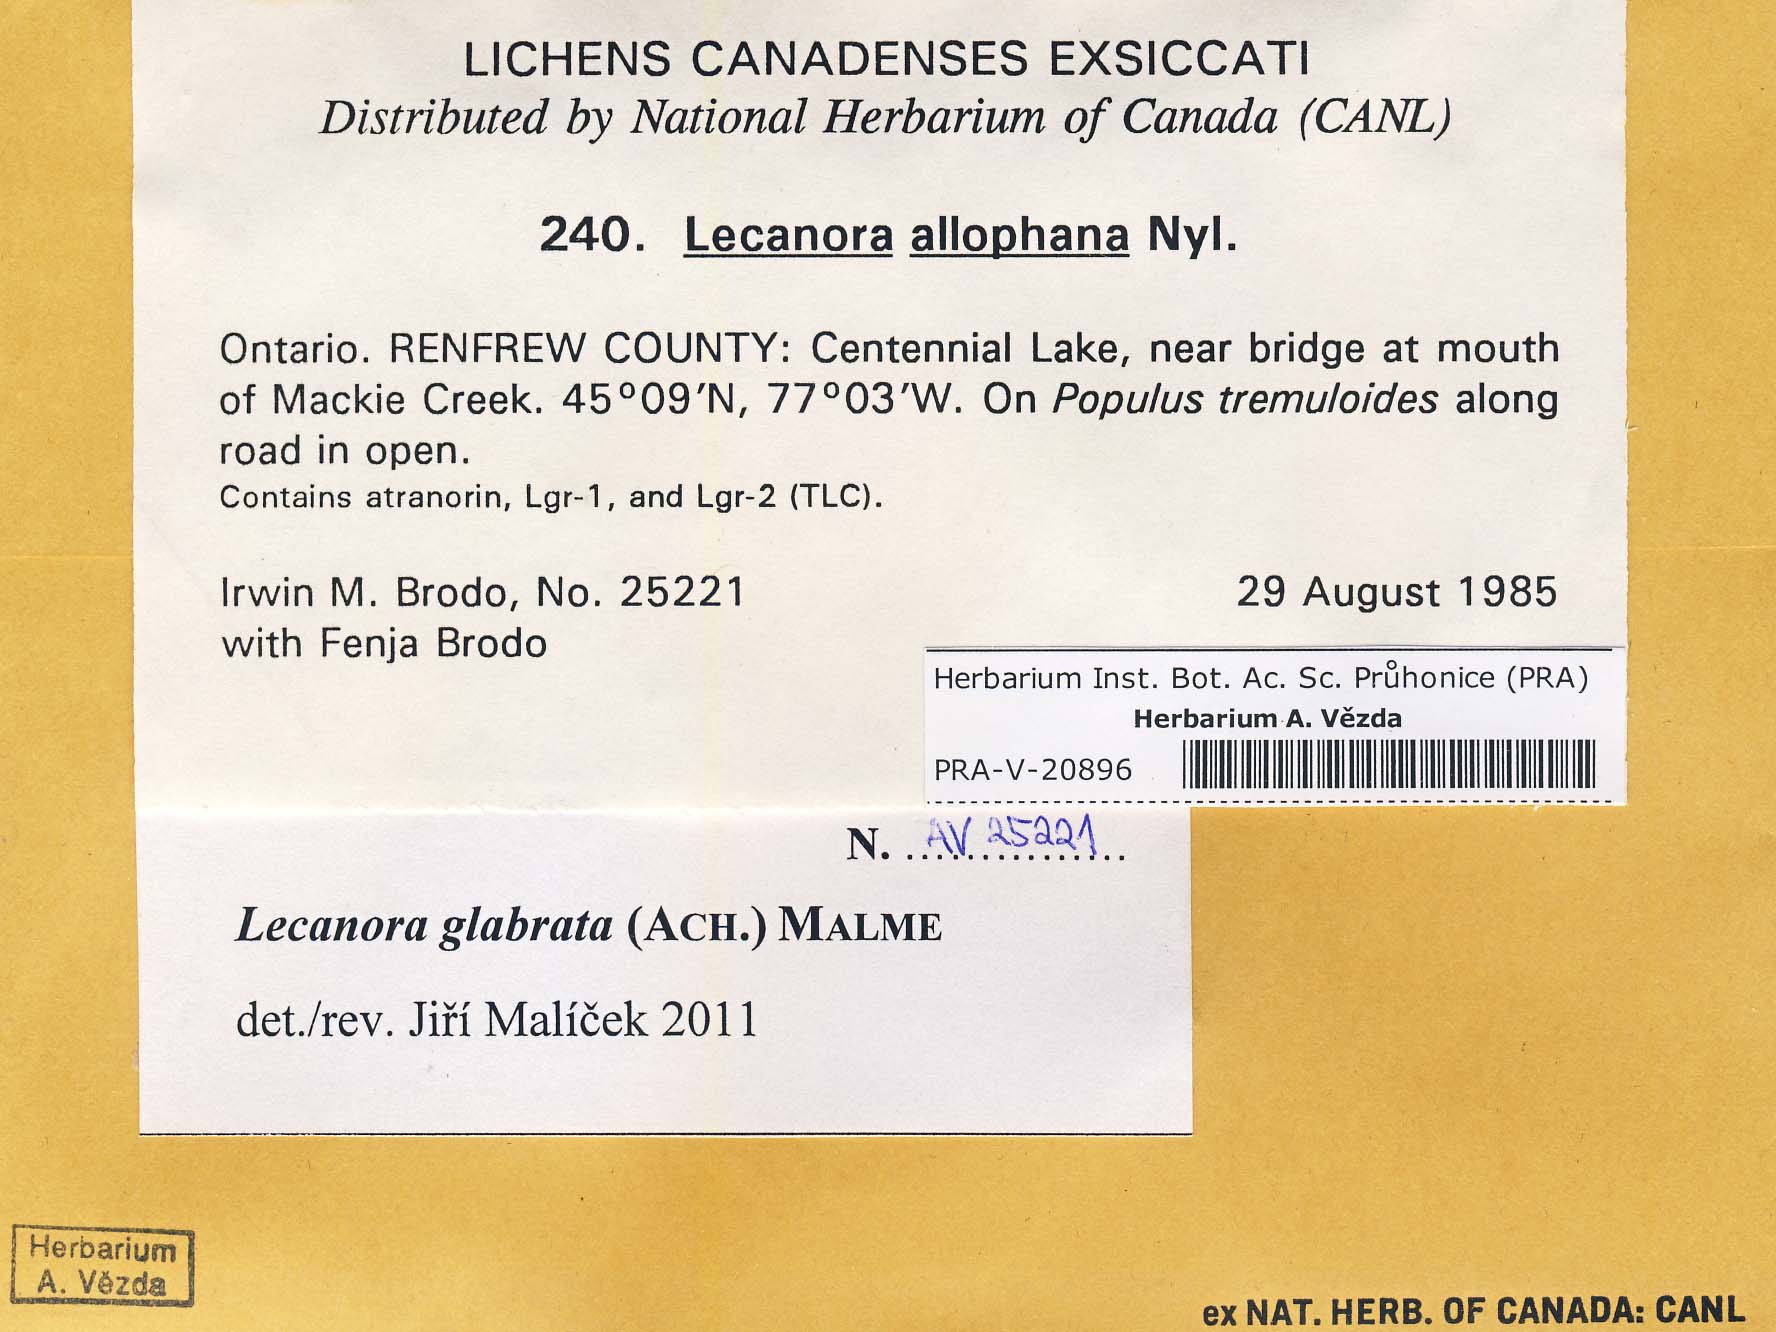 LICHENS CANADENSES EXSICCATI
Distributed by National Herbarium of Canada (CANL)
240. Lecanora allophana Nyl.
Ontario. RENFREW COUNTY: Centennial Lake, near bridge at mouth
of Mackie Creek. 45º09'N, 77º03'W. On Populus tremuloides along
road in open.
Contains atranorin, Lgr-1, and Lgr-2 (TLC).
Irwin M. Brodo, No. 25221 29 August 1985
with Fenja Brodo
Herbarium Inst. Bot. Ac. Sc. Průhonice (PRA)
Herbarium A. Vězda
PRA-V-20896
N. AV 25221
Lecanora glabrata (ACH.) MALME
det./rev. Jiří Malíček 2011
Herbarium
A. Vězda
ex NAT. HERB. OF CANADA: CANL